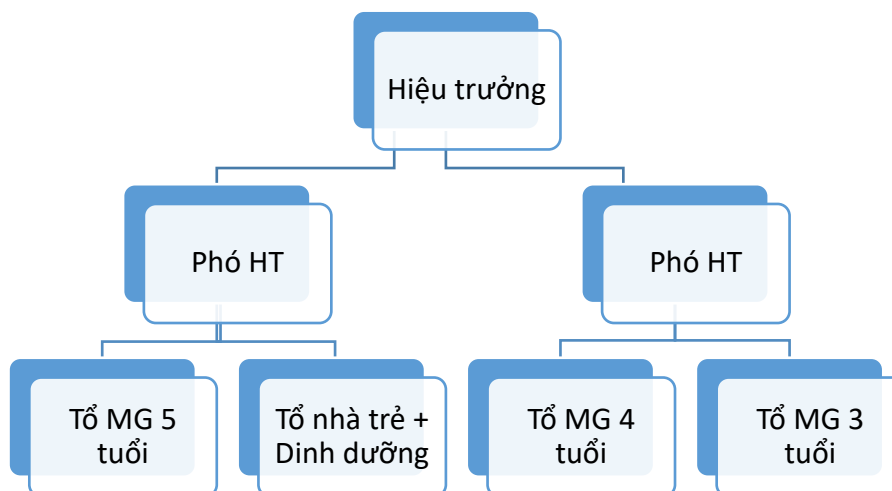 Hiệu trưởng
Phó HT
Phó HT
Tổ MG 5
tuổi
Tổ nhà trẻ +
Dinh dưỡng
Tổ MG 4
tuổi
Tổ MG 3
tuổi